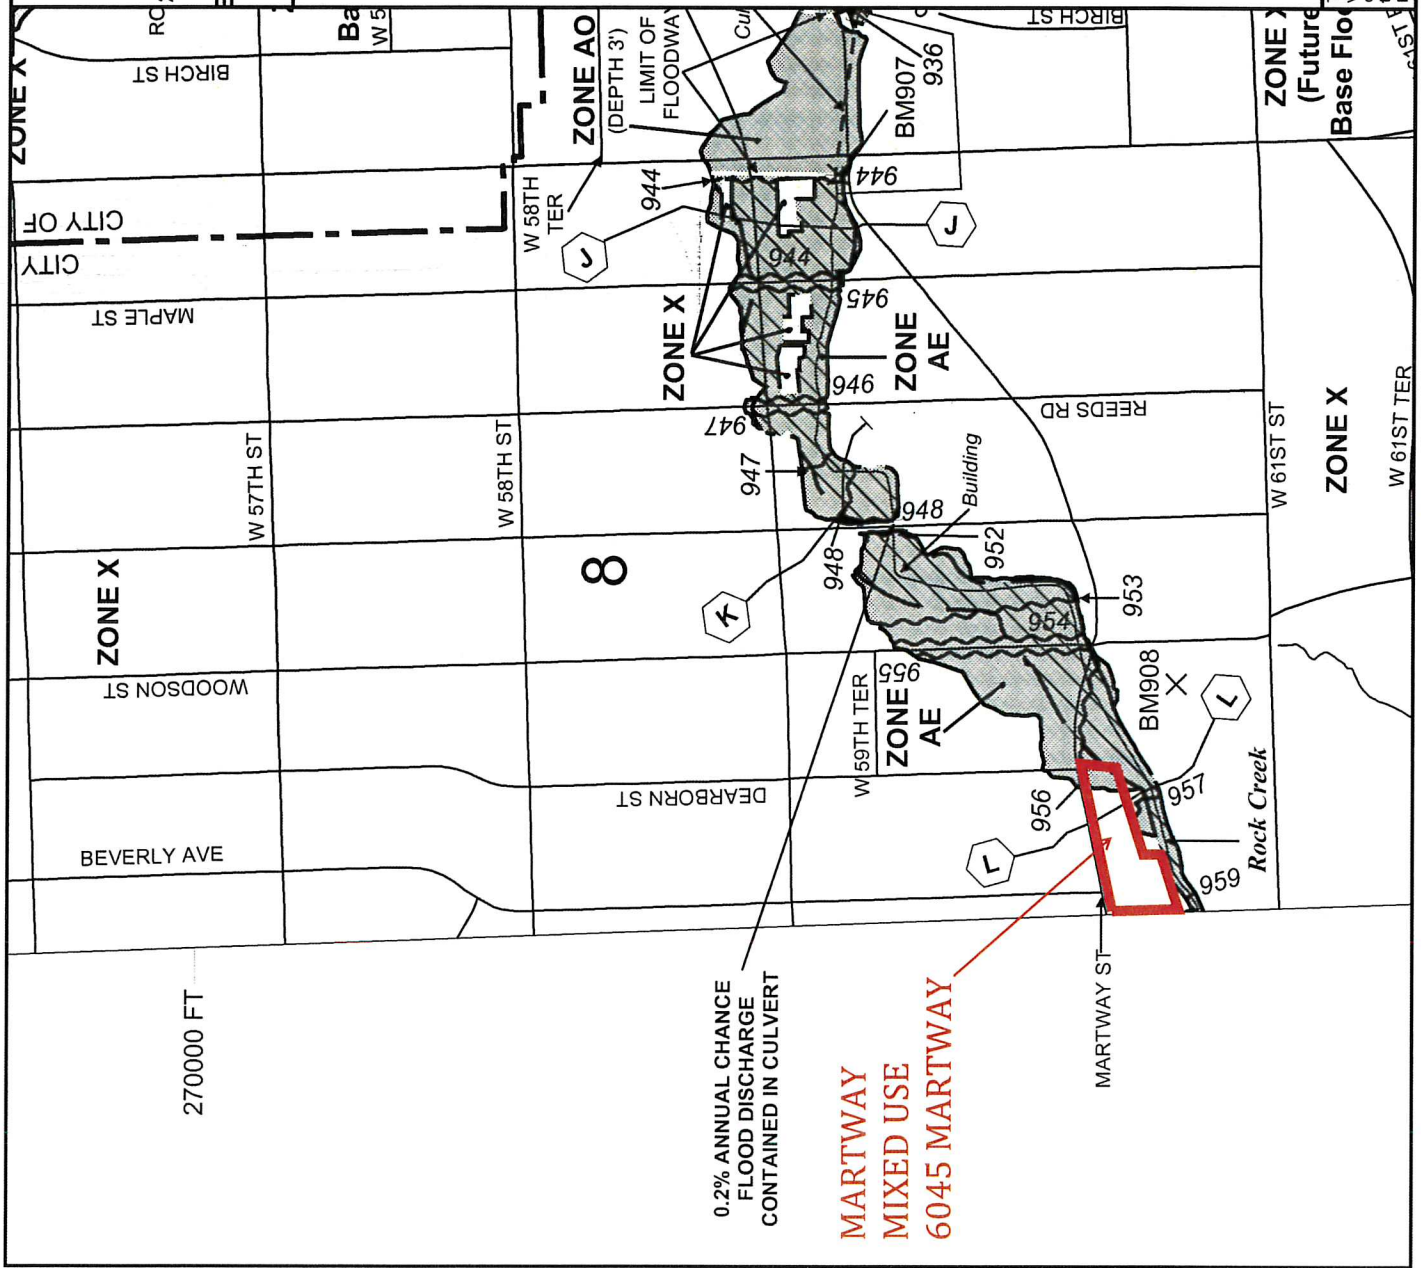 ZONE X
BIRCH ST
CITY OF
CITY
MAPLE ST
W 57TH ST
W 58TH ST
ZONE X
WOODSON ST
BEVERLY AVE
DEARBORN ST
270000 FT
8
ZONE AO
(DEPTH 3')
LIMIT OF
FLOODWAY
W 58TH
TER
944
J
ZONE X
947
947
K
948
948
952
Building
953
954
955
W 59TH TER
ZONE
AE
956
L
L
957
959
Rock Creek
BM908
944
944
945
946
ZONE
AE
J
BM907
936
BIRCH ST
REEDS RD
W 61ST ST
ZONE X
W 61ST TER
ZONE X
(Future
Base Floo
0.2% ANNUAL CHANCE
FLOOD DISCHARGE
CONTAINED IN CULVERT
MARTWAY
MIXED USE
6045 MARTWAY
MARTWAY ST